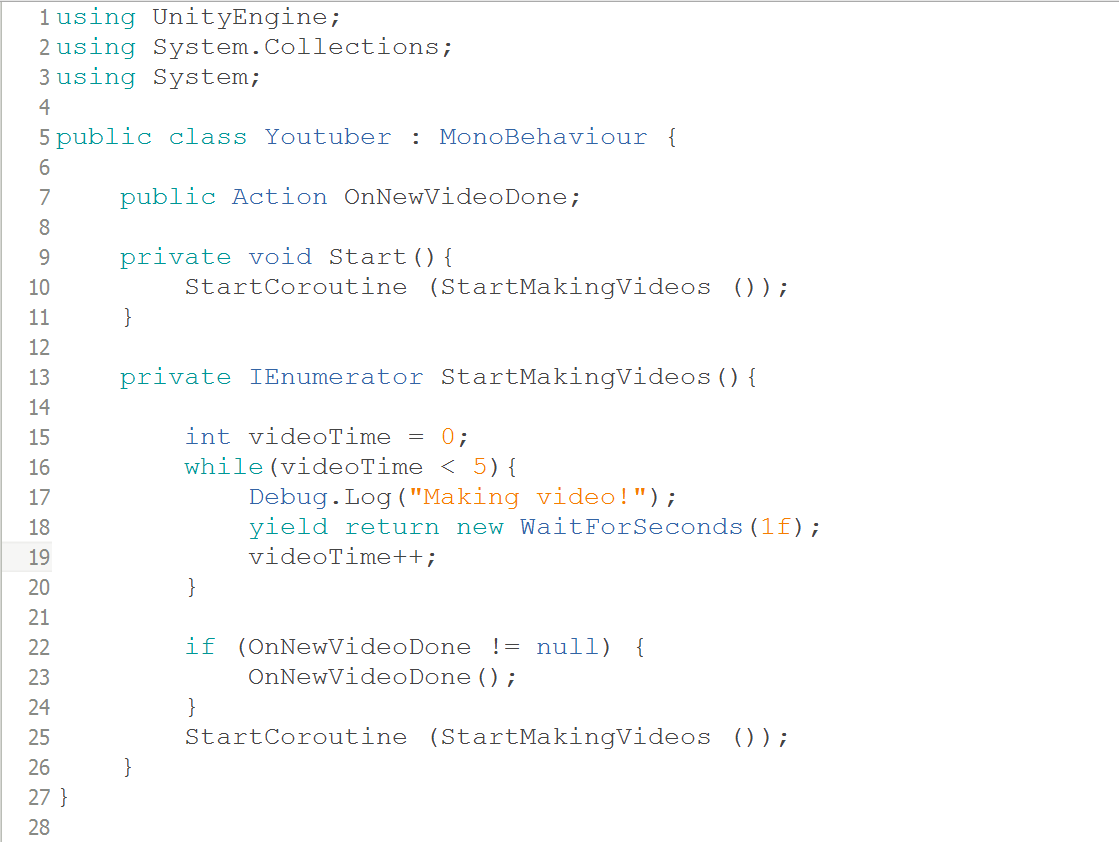 1 using UnityEngine;
2 using System.Collections;
3 using System;
4
5 public class Youtuber : MonoBehaviour {
6
7     public Action OnNewVideoDone;
8
9     private void Start(){
10         StartCoroutine (StartMakingVideos ());
11     }
12
13     private IEnumerator StartMakingVideos(){
14
15         int videoTime = 0;
16         while(videoTime < 5){
17             Debug.Log("Making video!");
18             yield return new WaitForSeconds(1f);
19             videoTime++;
20         }
21
22         if (OnNewVideoDone != null) {
23             OnNewVideoDone();
24         }
25         StartCoroutine (StartMakingVideos ());
26     }
27 }
28